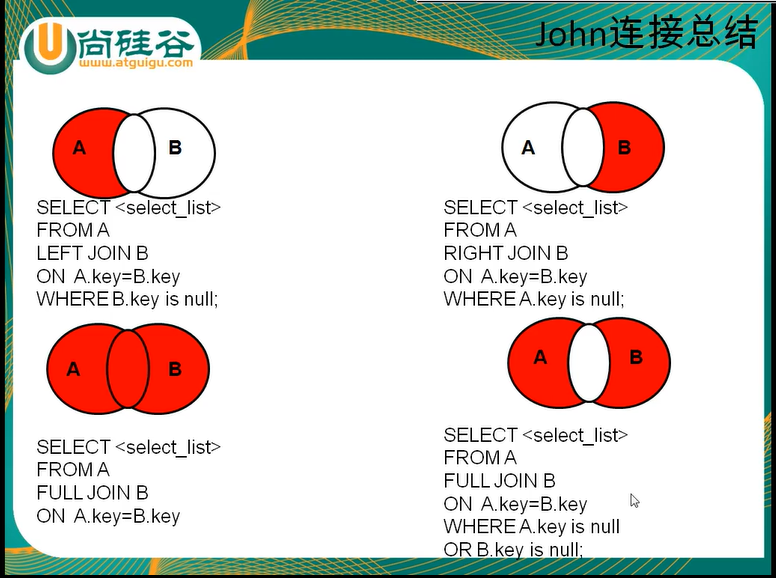 尚硅谷
www.atguigu.com
John连接总结
A B
SELECT <select_list>
FROM A
LEFT JOIN B
ON A.key=B.key
WHERE B.key is null;
A B
SELECT <select_list>
FROM A
RIGHT JOIN B
ON A.key=B.key
WHERE A.key is null;
A B
SELECT <select_list>
FROM A
FULL JOIN B
ON A.key=B.key
A B
SELECT <select_list>
FROM A
FULL JOIN B
ON A.key=B.key
WHERE A.key is null
OR B.key is null;